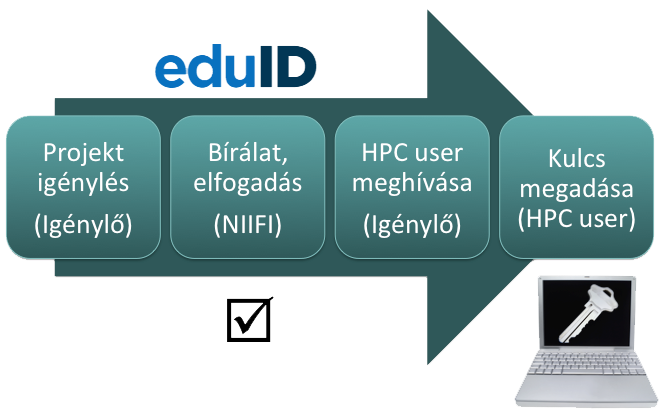 eduID
Projekt
igénylés
(Igénylő)
Bírálat,
elfogadás
(NIIFI)
HPC user
meghívása
(Igénylő)
Kulcs
megadása
(HPC user)